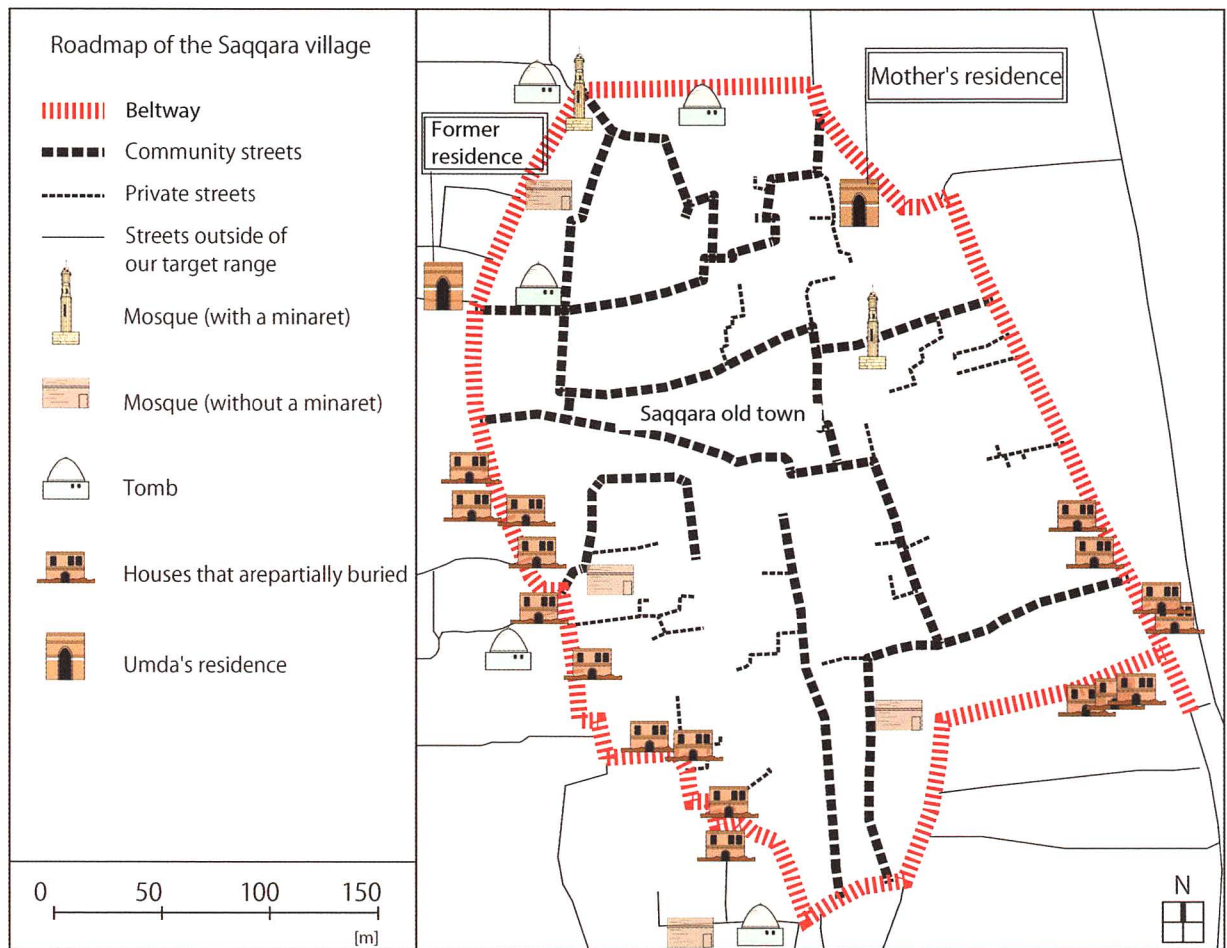 Roadmap of the Saqqara village
Beltway
Community streets
Private streets
Streets outside of
our target range
Mosque (with a minaret)
Mosque (without a minaret)
Tomb
Houses that arepartially buried
Umda's residence
0 50 100 150
[m]
Mother's residence
Former
residence
Saqqara old town
N